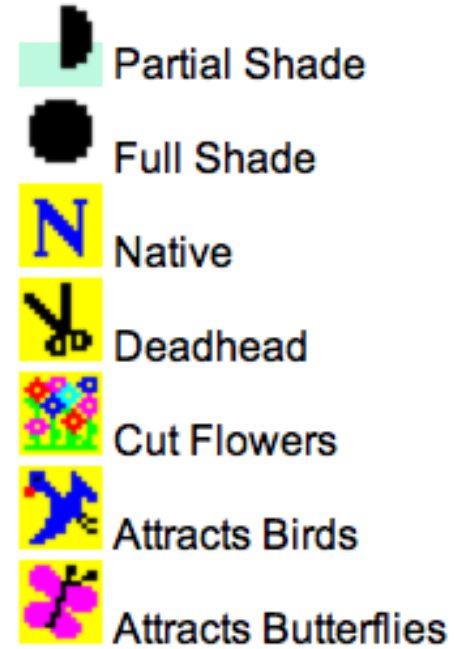 Partial Shade
Full Shade
N Native
Deadhead
Cut Flowers
Attracts Birds
Attracts Butterflies